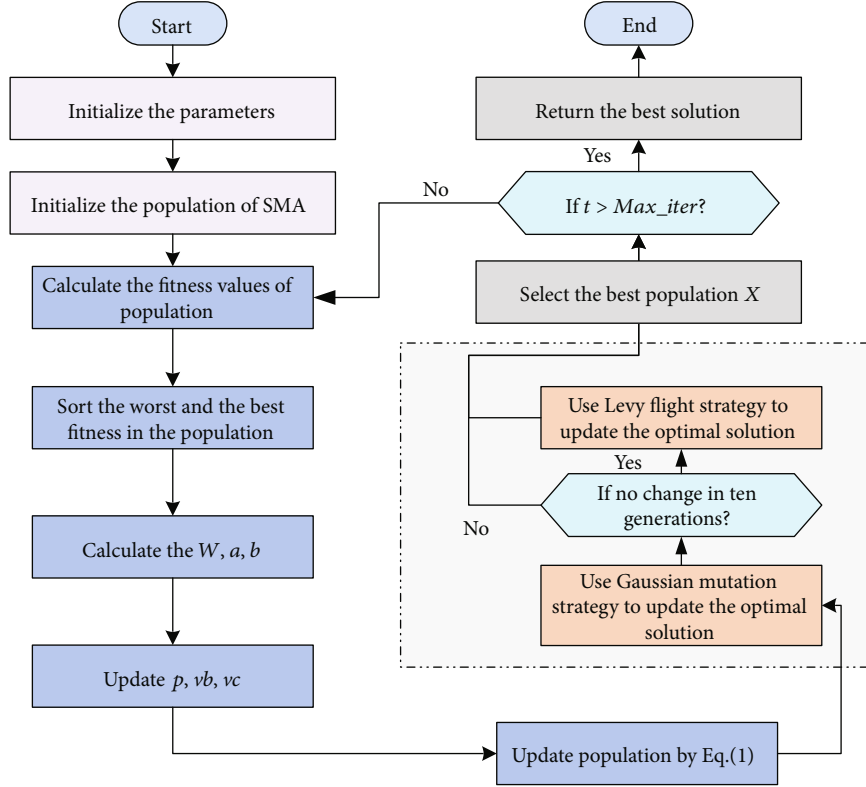 Start
Initialize the parameters
Initialize the population of SMA
Calculate the fitness values of
population
Sort the worst and the best
fitness in the population
Calculate the W, a, b
Update p, vb, vc
Update population by Eq.(1)
Use Gaussian mutation
strategy to update the optimal
solution
If no change in ten
generations?
No
Yes
Use Levy flight strategy to
update the optimal solution
Select the best population X
If t > Max_iter?
No
Yes
Return the best solution
End